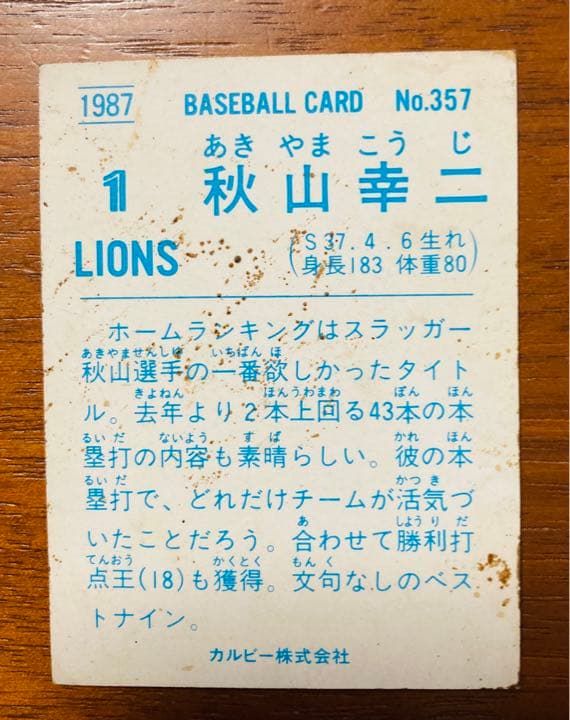 1987 BASEBALL CARD No.357
あき やま こう じ
1 秋山幸二
LIONS (S37.4.6生れ
身長183 体重80)
ホームランキングはスラッガー
あきやませんしゅ いちばん ほ
秋山選手の一番欲しかったタイト
きよねん ほんうわまわ ぽん ほん
ル。去年より2本上回る43本の本
るいだ ないよう すば かれ ほん
塁打の内容も素晴らしい。彼の本
るいだ かつき
塁打で、どれだけチームが活気づ
あ しようりだ
いたことだろう。合わせて勝利打
てんおう かくとく もんく
点王(18)も獲得。文句なしのベス
トナイン。
カルビー株式会社